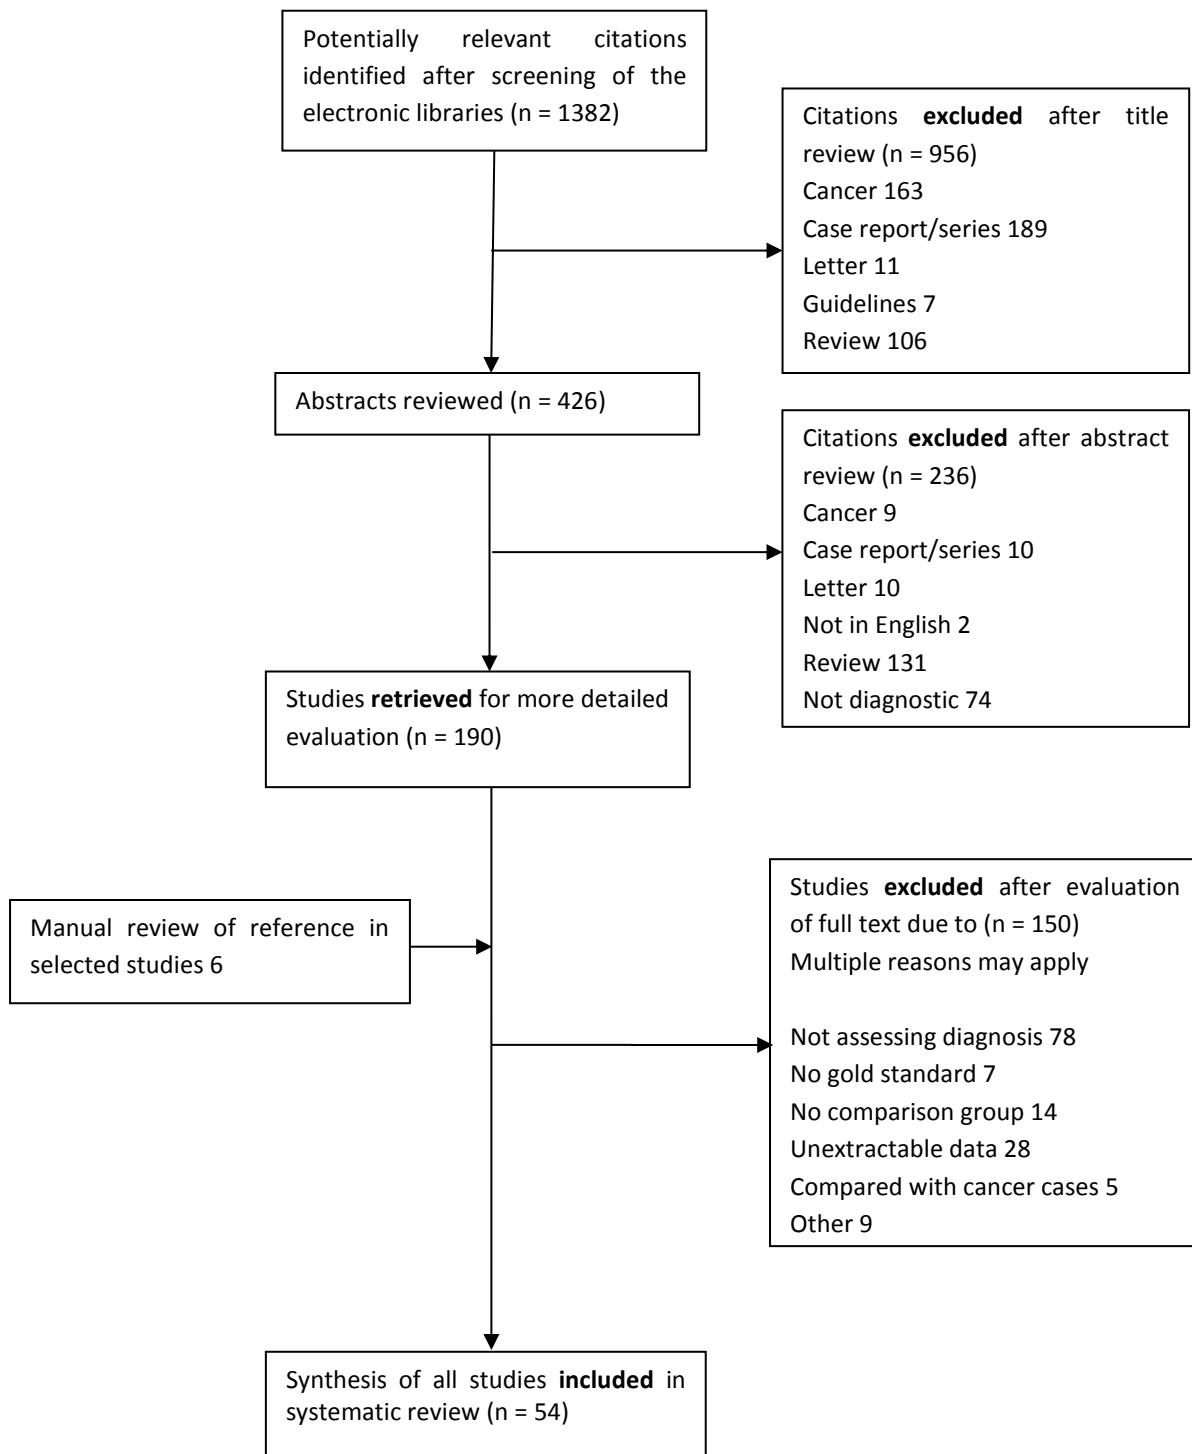 Potentially relevant citations
identified after screening of the
electronic libraries (n = 1382)
Citations excluded after title
review (n = 956)
Cancer 163
Case report/series 189
Letter 11
Guidelines 7
Review 106
Abstracts reviewed (n = 426)
Citations excluded after abstract
review (n = 236)
Cancer 9
Case report/series 10
Letter 10
Not in English 2
Review 131
Not diagnostic 74
Studies retrieved for more detailed
evaluation (n = 190)
Manual review of reference in
selected studies 6
Studies excluded after evaluation
of full text due to (n = 150)
Multiple reasons may apply
Not assessing diagnosis 78
No gold standard 7
No comparison group 14
Unextractable data 28
Compared with cancer cases 5
Other 9
Synthesis of all studies included in
systematic review (n = 54)